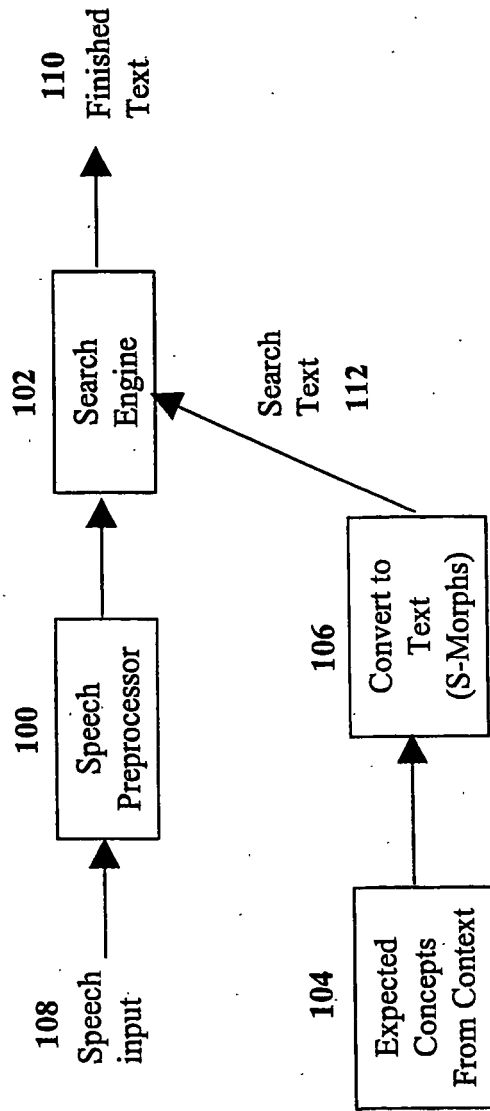 108
Speech
input
100
Speech
Preprocessor
102
Search
Engine
110
Finished
Text
104
Expected
Concepts
From Context
106
Convert to
Text
(S-Morphs)
Search
Text
112